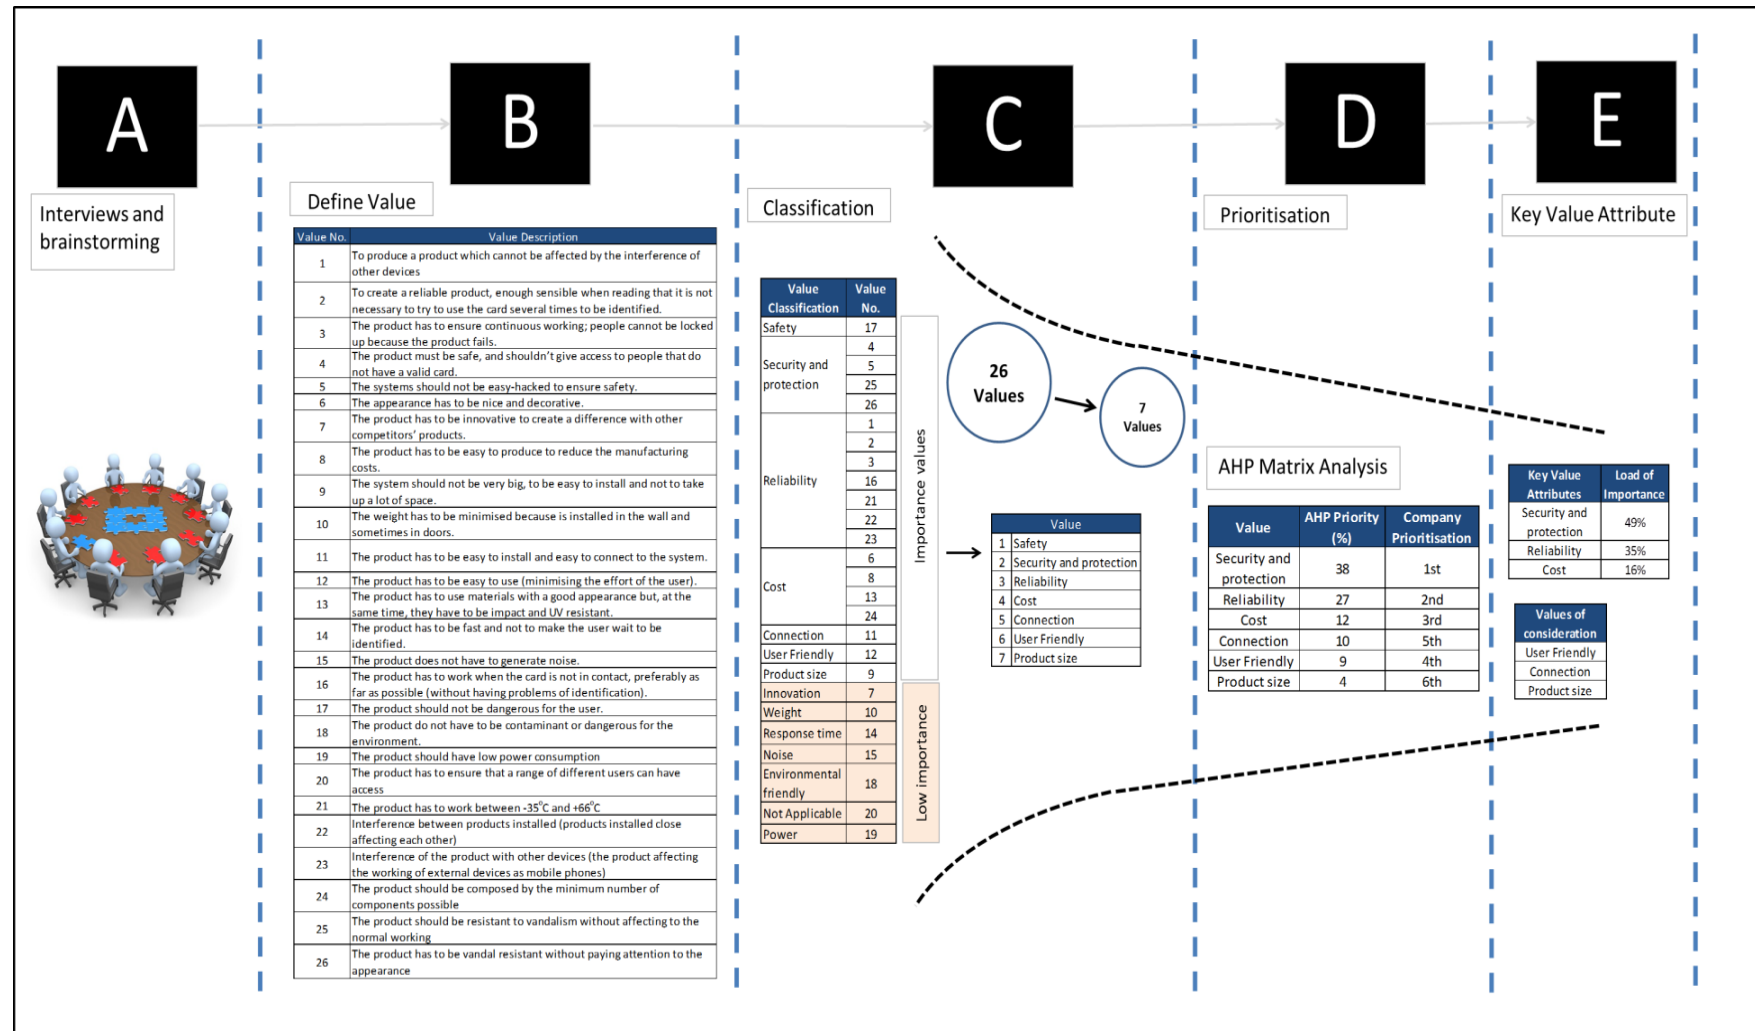 A
B
C
D
E
Interviews and
brainstorming
Define Value
Value No. Value Description
1 To produce a product which cannot be affected by the interference of
other devices
2 To create a reliable product, enough sensible when reading that it is not
necessary to try to use the card several times to be identified.
3 The product has to ensure continuous working; people cannot be locked
up because the product fails.
4 The product must be safe, and shouldn't give access to people that do
not have a valid card.
5 The systems should not be easy-hacked to ensure safety.
6 The appearance has to be nice and decorative.
7 The product has to be innovative to create a difference with other
competitors' products.
8 The product has to be easy to produce to reduce the manufacturing
costs.
9 The system should not be very big, to be easy to install and not to take
up a lot of space.
10 The weight has to be minimised because is installed in the wall and
sometimes in doors.
11 The product has to be easy to install and easy to connect to the system.
12 The product has to be easy to use (minimising the effort of the user).
13 The product has to use materials with a good appearance but, at the
same time, they have to be impact and UV resistant.
14 The product has to be fast and not to make the user wait to be
identified.
15 The product does not have to generate noise.
16 The product has to work when the card is not in contact, preferably as
far as possible (without having problems of identification).
17 The product should not be dangerous for the user.
18 The product do not have to be contaminant or dangerous for the
environment.
19 The product should have low power consumption
20 The product has to ensure that a range of different users can have
access
21 The product has to work between -35°C and +66°C
22 Interference between products installed (products installed close
affecting each other)
23 Interference of the product with other devices (the product affecting
the working of external devices as mobile phones)
24 The product should be composed by the minimum number of
components possible
25 The product should be resistant to vandalism without affecting to the
normal working
26 The product has to be vandal resistant without paying attention to the
appearance
Classification
Value Classification Value No.
Safety 17
Security and protection 4
5
25
26
Reliability 1
2
3
16
21
22
23
Cost 6
8
13
24
Connection 11
User Friendly 12
Product size 9
Innovation 7
Weight 10
Response time 14
Noise 15
Environmental friendly 18
Not Applicable 20
Power 19
Importance values
Low importance
26
Values
7
Values
Value
1 Safety
2 Security and protection
3 Reliability
4 Cost
5 Connection
6 User Friendly
7 Product size
Prioritisation
AHP Matrix Analysis
Value AHP Priority (%) Company Prioritisation
Security and protection 38 1st
Reliability 27 2nd
Cost 12 3rd
Connection 10 5th
User Friendly 9 4th
Product size 4 6th
Key Value Attribute
Key Value Attributes Load of Importance
Security and protection 49%
Reliability 35%
Cost 16%
Values of
consideration
User Friendly
Connection
Product size